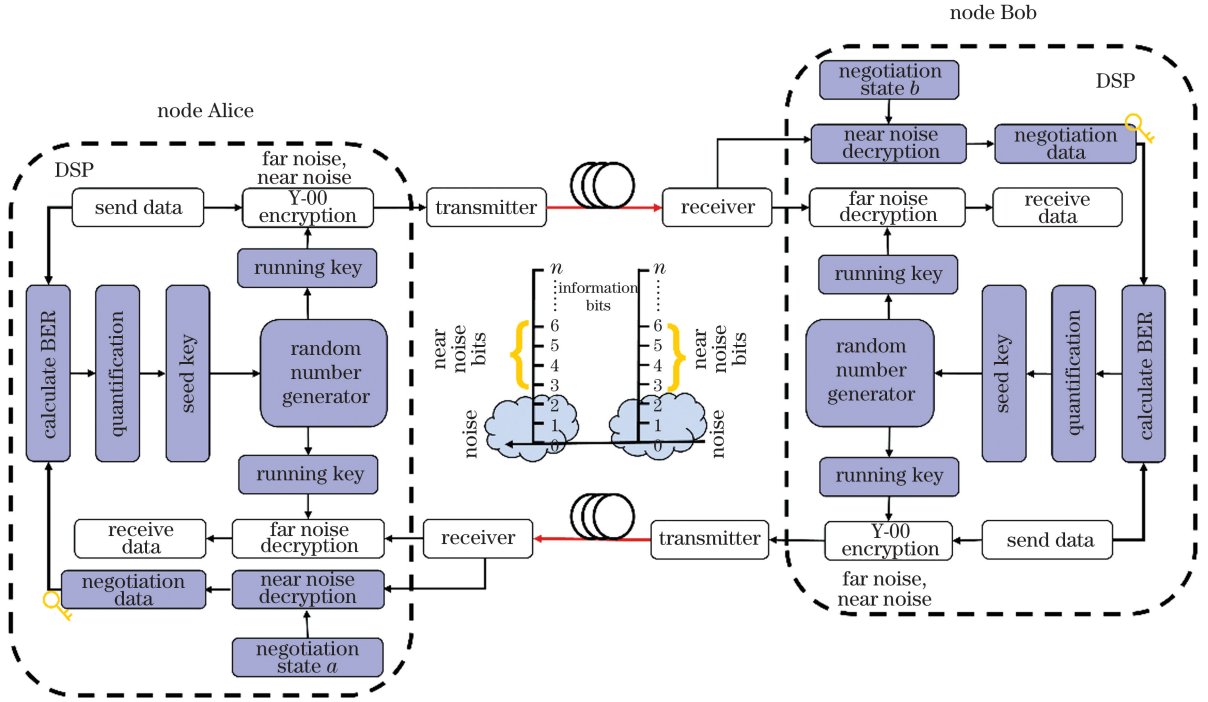 node Bob
negotiation
state b
DSP
node Alice
near noise
decryption
negotiation
data
far noise,
near noise
DSP
send data
Y-00
encryption
transmitter
receiver
far noise
decryption
receive
data
running key
running key
n
information
bits
n
calculate BER
quantification
seed key
random
number
generator
near
noise
bits
6
5
4
3
2
1
0
noise
6
5
4
3
2
1
0
near
noise
bits
noise
random
number
generator
seed key
quantification
calculate BER
running key
running key
receive
data
far noise
decryption
receiver
transmitter
Y-00
encryption
send data
negotiation
data
near noise
decryption
far noise,
near noise
negotiation
state a